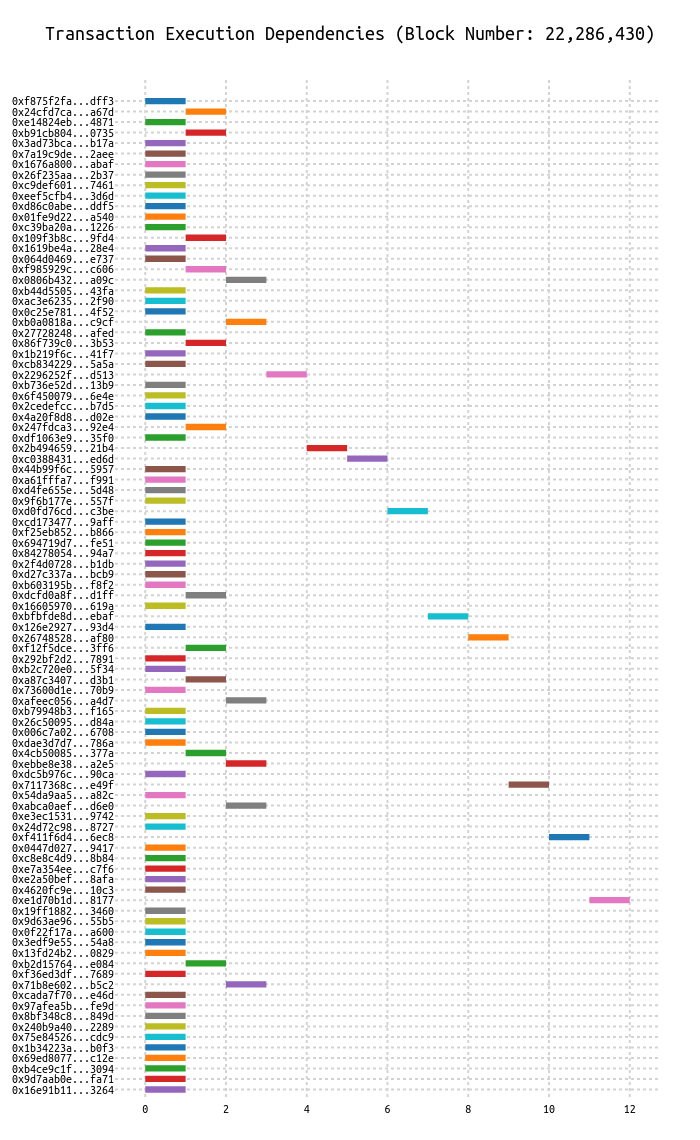 Transaction Execution Dependencies (Block Number: 22,286,430)
0xf875f2fa...dff3
0x24cfd7ca...a67d
0xe14824eb...4871
0xb91cb804...0735
0x3ad73bca...b17a
0x7a19c9de...2aee
0x1676a800...abaf
0x26f235aa...2b37
0xc9def601...7461
0xeef5cfb4...3d6d
0xd86c0abe...ddf5
0x01fe9d22...a540
0xc39ba20a...1226
0x109f3b8c...9fd4
0x1619be4a...28e4
0x064d0469...e737
0xf985929c...c606
0x0806b432...a09c
0xb44d5505...43fa
0xac3e6235...2f90
0x0c25e781...4f52
0xb0a0818a...c9cf
0x27728248...afed
0x86f739c0...3b53
0x1b219f6c...41f7
0xcb834229...5a5a
0x2296252f...d513
0xb736e52d...13b9
0x6f450079...6e4e
0x2cedefcc...b7d5
0x4a20f8d8...d02e
0x247fdca3...92e4
0xdf1063e9...35f0
0x2b494659...21b4
0xc0388431...ed6d
0x44b99f6c...5957
0xa61fffa7...f991
0xd4fe655e...5d48
0x9f6b177e...557f
0xd0fd76cd...c3be
0xcd173477...9aff
0xf25eb852...b866
0x694719d7...fe51
0x84278054...94a7
0x2f4d0728...b1db
0xd27c337a...bcb9
0xb603195b...f8f2
0xdcfd0a8f...d1ff
0x16605970...619a
0xbfbfde8d...ebaf
0x126e2927...93d4
0x26748528...af80
0xf12f5dce...3ff6
0x292bf2d2...7891
0xb2c720e0...5f34
0xa87c3407...d3b1
0x73600d1e...70b9
0xafeec056...a4d7
0xb79948b3...f165
0x26c50095...d84a
0x006c7a02...6708
0xdae3d7d7...786a
0x4cb50085...377a
0xebbe8e38...a2e5
0xdc5b976c...90ca
0x7117368c...e49f
0x54da9aa5...a82c
0xabca0aef...d6e0
0xe3ec1531...9742
0x24d72c98...8727
0xf411f6d4...6ec8
0x0447d027...9417
0xc8e8c4d9...8b84
0xe7a354ee...c7f6
0xe2a50bef...8afa
0x4620fc9e...10c3
0xe1d70b1d...8177
0x19ff1882...3460
0x9d63ae96...55b5
0x0f22f17a...a600
0x3edf9e55...54a8
0x13fd24b2...0829
0xb2d15764...e084
0xf36ed3df...7689
0x71b8e602...b5c2
0xcada7f70...e46d
0x97afea5b...fe9d
0x8bf348c8...849d
0x240b9a40...2289
0x75e84526...cdc9
0x1b34223a...b0f3
0x69ed8077...c12e
0xb4ce9c1f...3094
0x9d7aab0e...fa71
0x16e91b11...3264
0 2 4 6 8 10 12